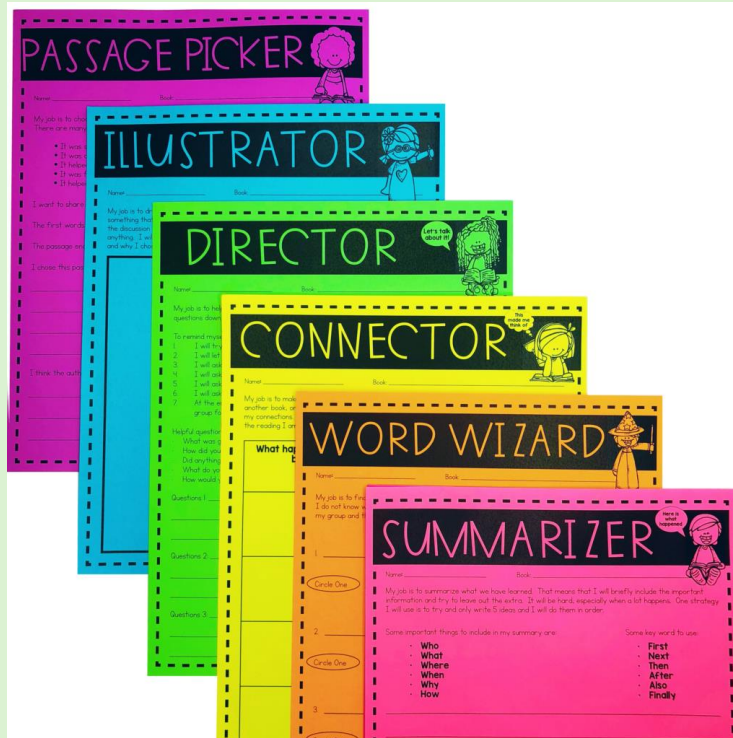 PASSAGE PICKER
Name: Book:
My job is to
There are many
It was
It was
It helpe
It was
It helpe
I want to share
The first words
The passage en
I chose this pas
I think the auth
ILLUSTRATOR
Name: Book:
My job is to
something tha
the discussion
anything. I wil
and why I cho
DIRECTOR
Let's talk
about it!
Name: Book:
My job is to hel
questions down
To remind myse
1. I will try
2. I will list
3. I will ask
4. I will ask
5. I will ask
6. I will ask
7. At the e
group fo
Helpful question
What was
How did you
Did anything
What do yo
How would
Questions 1:
Questions 2:
Questions 3:
CONNECTOR
This
made me
think of
Name: Book:
My job is to mak
another book, a
my connections.
the reading I a
What hap
b
WORD WIZARD
Name: Book:
My job is to fin
I do not know
my group and
1.
Circle One
2.
Circle One
3.
SUMMARIZER
Here is
what
happened
Name: Book:
My job is to summarize what we have learned. That means that I will briefly include the important
information and try to leave out the extra. It will be hard, especially when a lot happens. One strategy
I will use is to try and only write 5 ideas and I will do them in order.
Some important things to include in my summary are: Some key word to use:
Who First
What Next
Where Then
When After
Why Also
How Finally